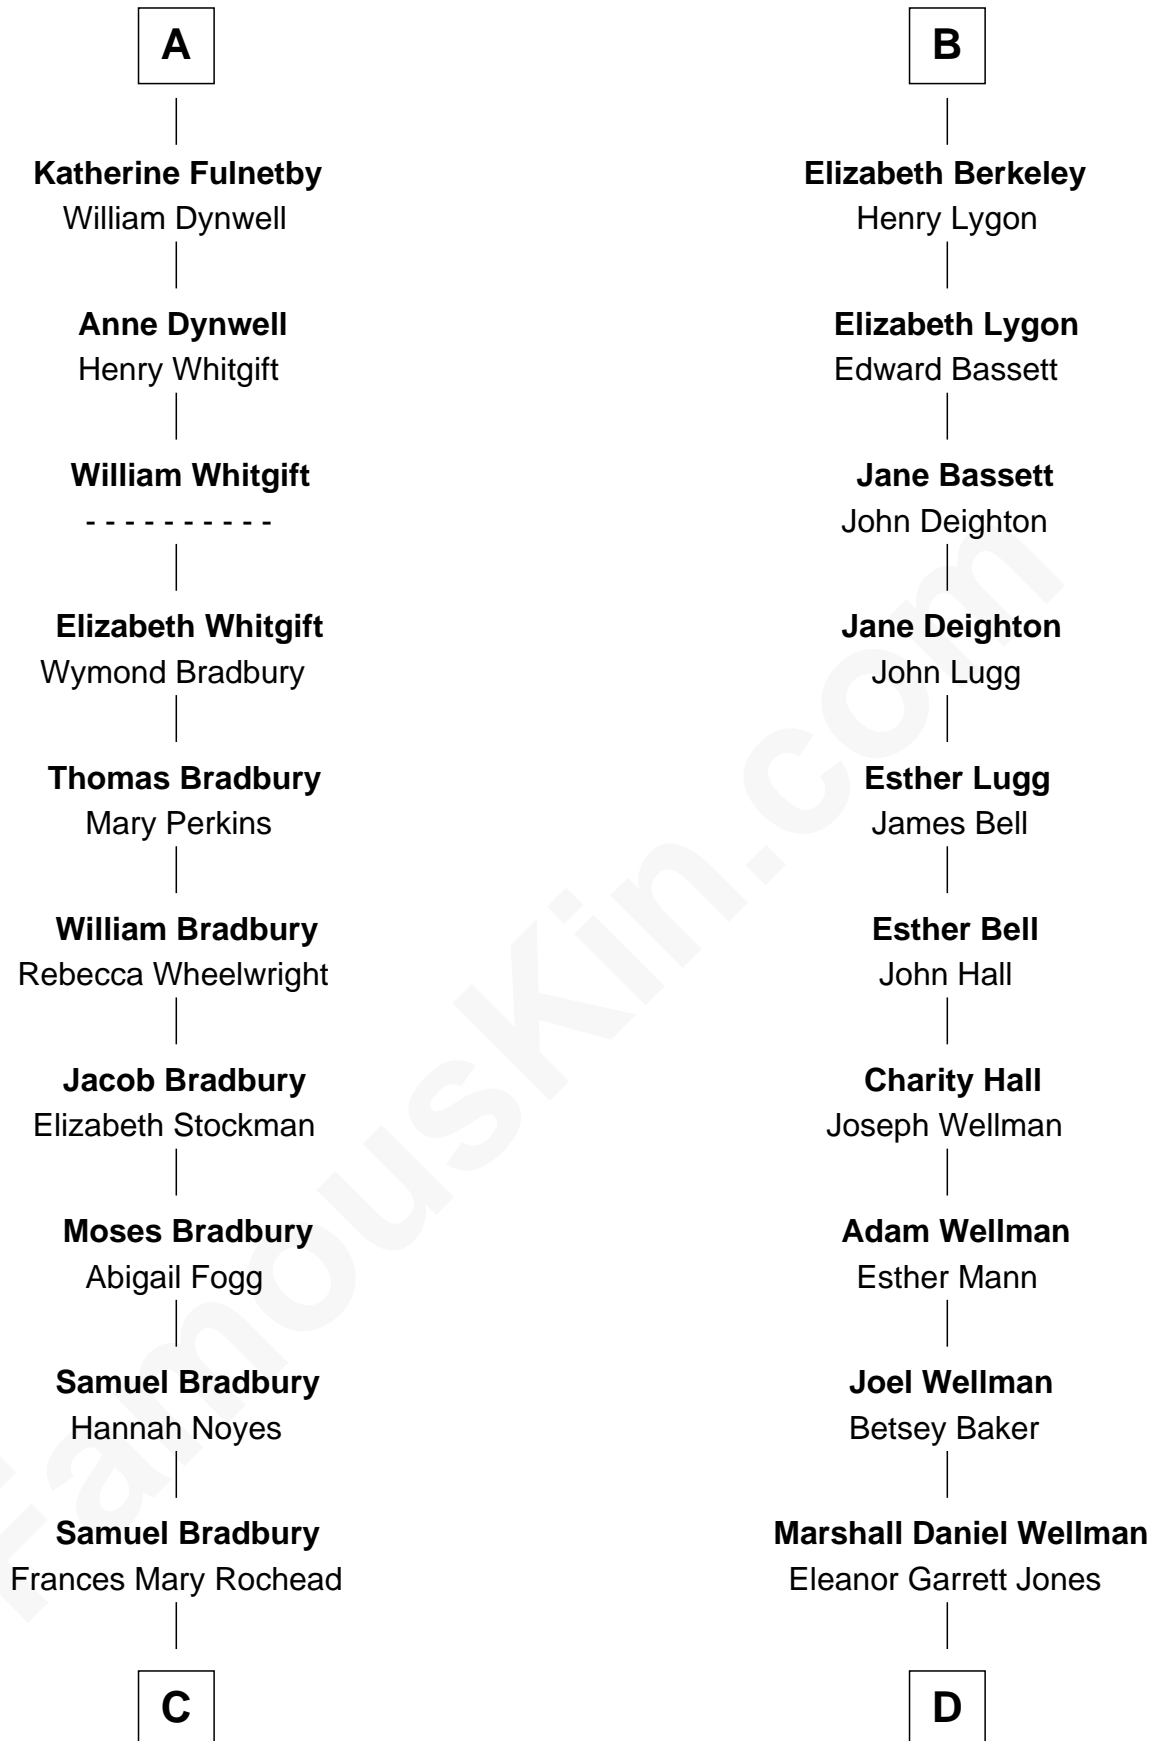 A
Katherine Fulnetby
William Dynwell
Anne Dynwell
Henry Whitgift
William Whitgift
- - - - - - - - - -
Elizabeth Whitgift
Wymond Bradbury
Thomas Bradbury
Mary Perkins
William Bradbury
Rebecca Wheelwright
Jacob Bradbury
Elizabeth Stockman
Moses Bradbury
Abigail Fogg
Samuel Bradbury
Hannah Noyes
Samuel Bradbury
Frances Mary Rochead
C
B
Elizabeth Berkeley
Henry Lygon
Elizabeth Lygon
Edward Bassett
Jane Bassett
John Deighton
Jane Deighton
John Lugg
Esther Lugg
James Bell
Esther Bell
John Hall
Charity Hall
Joseph Wellman
Adam Wellman
Esther Mann
Joel Wellman
Betsey Baker
Marshall Daniel Wellman
Eleanor Garrett Jones
D
FamousKin.com